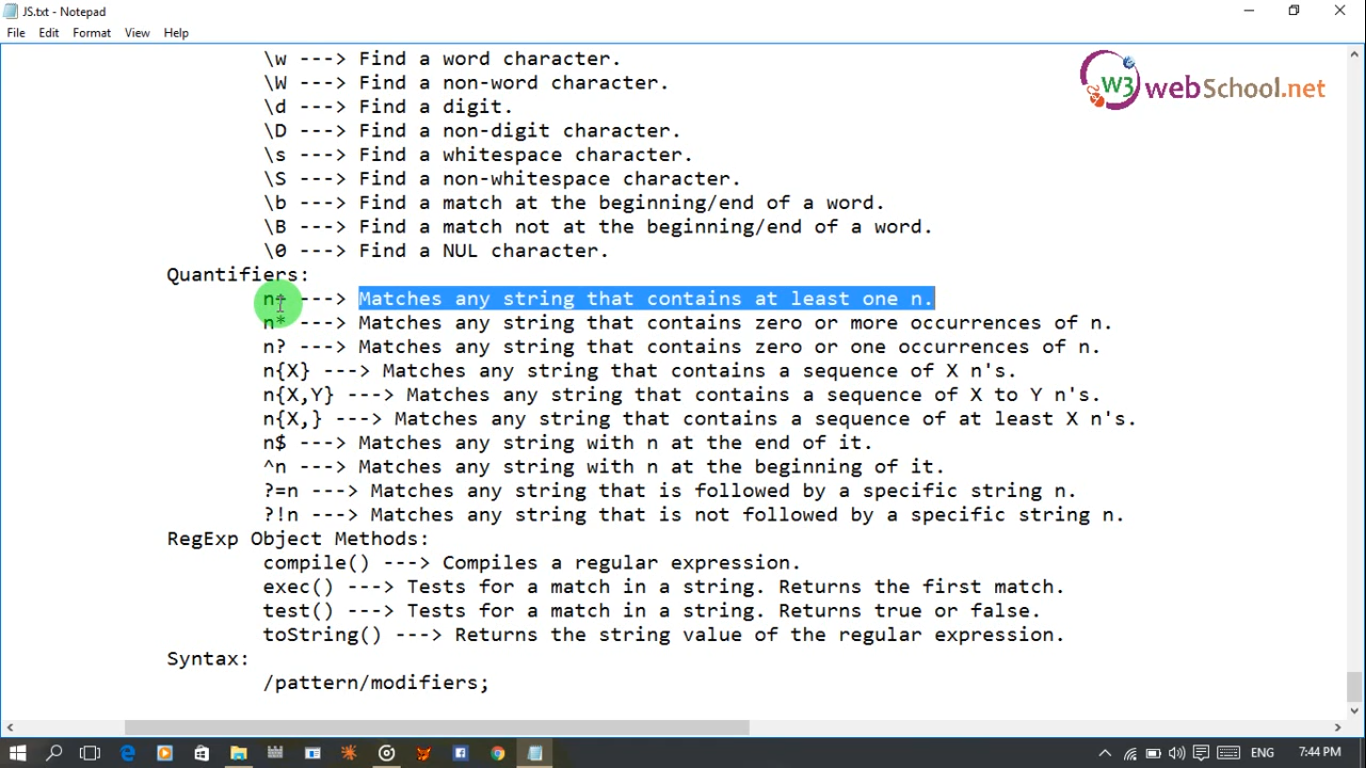 JS.txt - Notepad
File Edit Format View Help
W3 webSchool.net
\w ---> Find a word character.
\W ---> Find a non-word character.
\d ---> Find a digit.
\D ---> Find a non-digit character.
\s ---> Find a whitespace character.
\S ---> Find a non-whitespace character.
\b ---> Find a match at the beginning/end of a word.
\B ---> Find a match not at the beginning/end of a word.
\0 ---> Find a NUL character.
Quantifiers:
n+ ---> Matches any string that contains at least one n.
n* ---> Matches any string that contains zero or more occurrences of n.
n? ---> Matches any string that contains zero or one occurrences of n.
n{X} ---> Matches any string that contains a sequence of X n's.
n{X,Y} ---> Matches any string that contains a sequence of X to Y n's.
n{X,} ---> Matches any string that contains a sequence of at least X n's.
n$ ---> Matches any string with n at the end of it.
^n ---> Matches any string with n at the beginning of it.
?=n ---> Matches any string that is followed by a specific string n.
?!n ---> Matches any string that is not followed by a specific string n.
RegExp Object Methods:
compile() ---> Compiles a regular expression.
exec() ---> Tests for a match in a string. Returns the first match.
test() ---> Tests for a match in a string. Returns true or false.
toString() ---> Returns the string value of the regular expression.
Syntax:
/pattern/modifiers;
ENG 7:44 PM